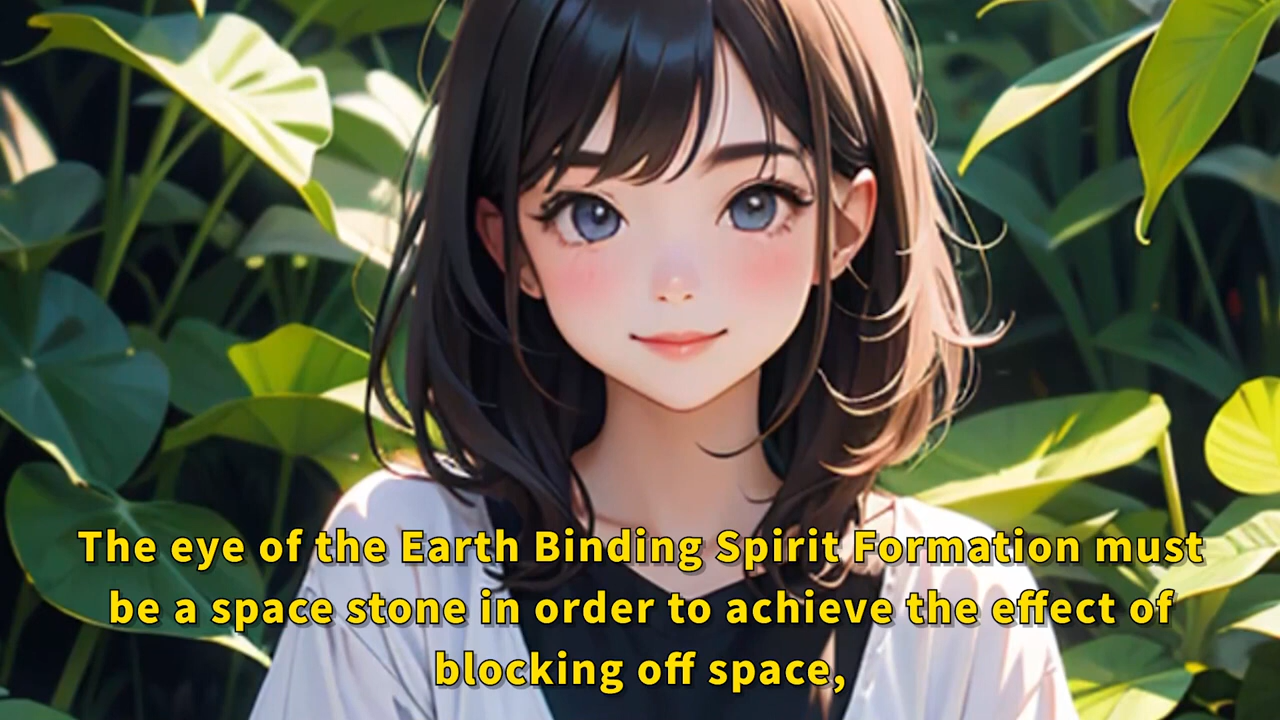 The eye of the Earth Binding Spirit Formation must
be a space stone in order to achieve the effect of
blocking off space,